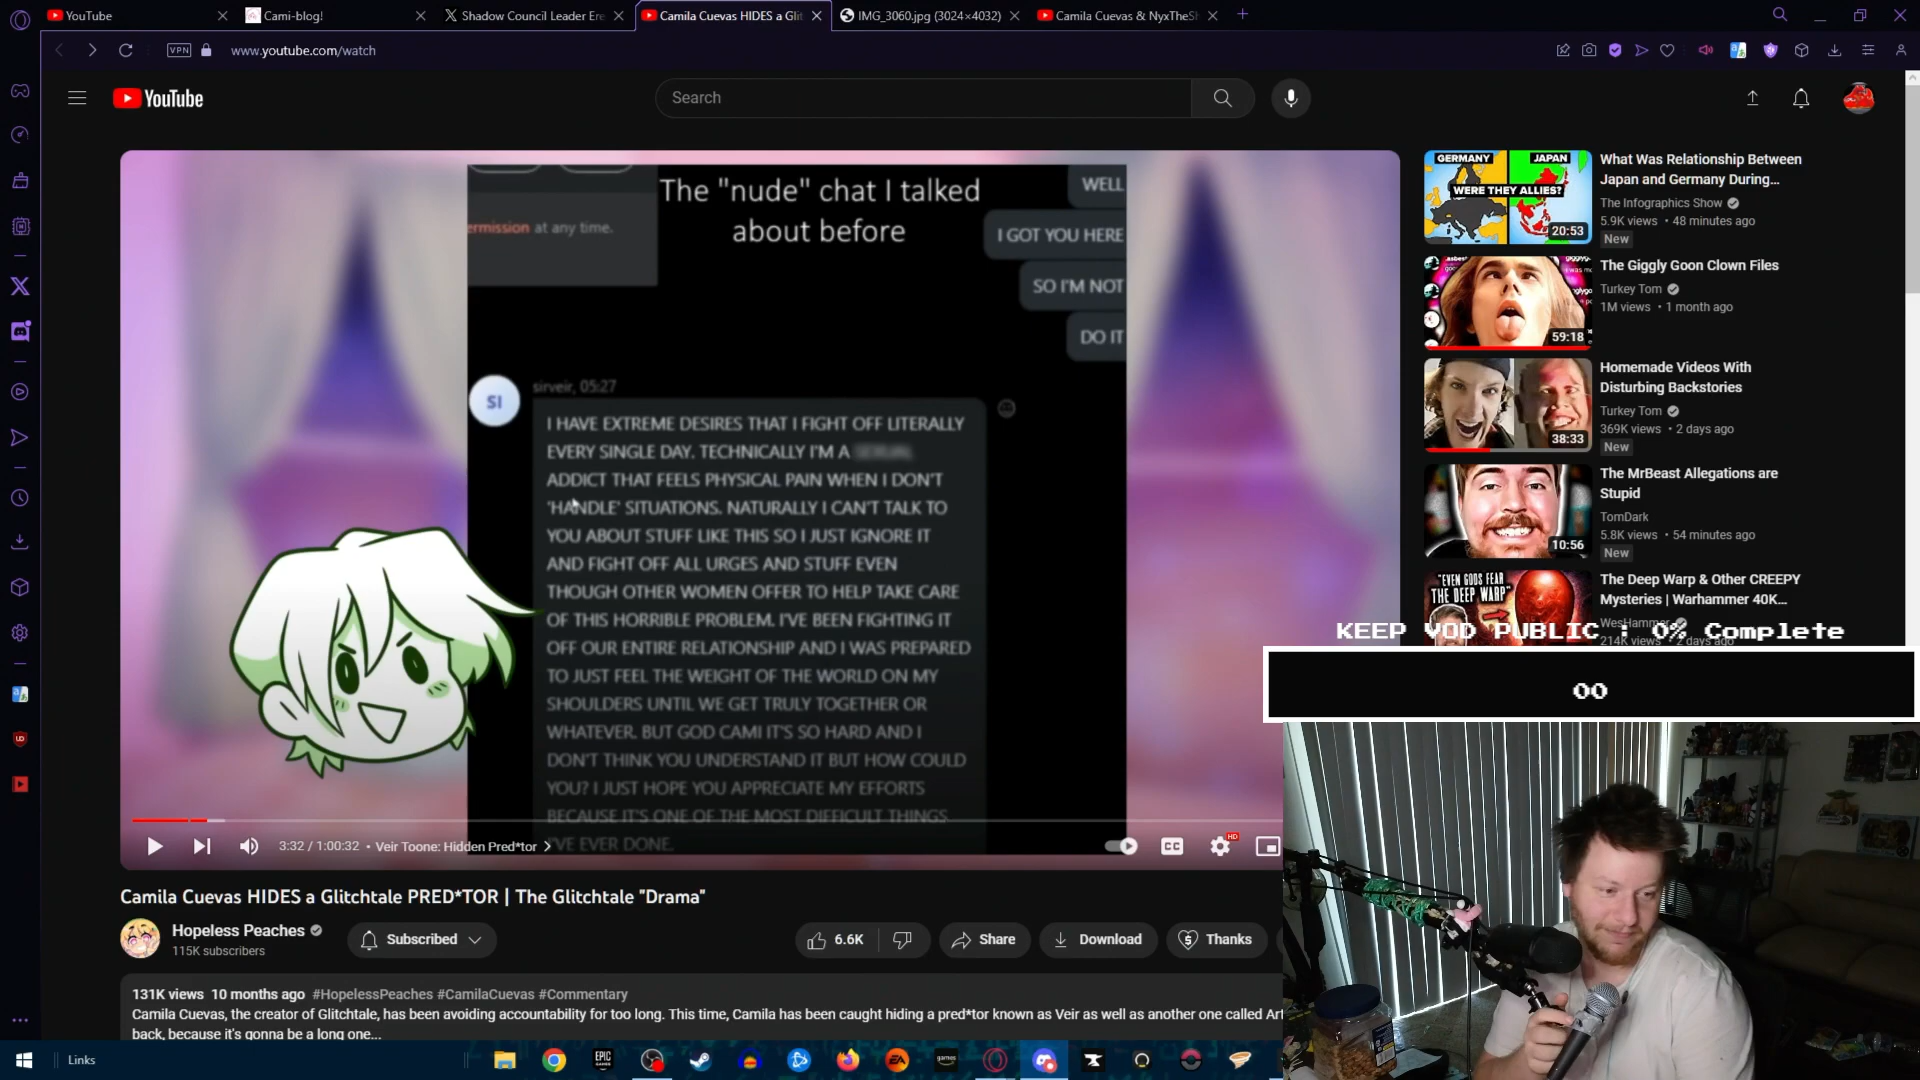 YouTube
Cami-blog!
Shadow Council Leader Ere
Camila Cuevas HIDES a Gli
IMG_3060.jpg (3024×4032)
Camila Cuevas & NyxTheS
VPN
www.youtube.com/watch
YouTube
Search
The "nude" chat I talked
about before
ermission at any time.
WELL
I GOT YOU HERE
SO I'M NOT
DO IT
SI
sirveir, 05:27
I HAVE EXTREME DESIRES THAT I FIGHT OFF LITERALLY
EVERY SINGLE DAY. TECHNICALLY I'M A
ADDICT THAT FEELS PHYSICAL PAIN WHEN I DON'T
'HANDLE' SITUATIONS. NATURALLY I CAN'T TALK TO
YOU ABOUT STUFF LIKE THIS SO I JUST IGNORE IT
AND FIGHT OFF ALL URGES AND STUFF EVEN
THOUGH OTHER WOMEN OFFER TO HELP TAKE CARE
OF THIS HORRIBLE PROBLEM. I'VE BEEN FIGHTING IT
OFF OUR ENTIRE RELATIONSHIP AND I WAS PREPARED
TO JUST FEEL THE WEIGHT OF THE WORLD ON MY
SHOULDERS UNTIL WE GET TRULY TOGETHER OR
WHATEVER. BUT GOD CAMI IT'S SO HARD AND I
DON'T THINK YOU UNDERSTAND IT BUT HOW COULD
YOU? I JUST HOPE YOU APPRECIATE MY EFFORTS
BECAUSE IT'S ONE OF THE MOST DIFFICULT THINGS
I'VE EVER DONE.
3:32 / 1:00:32 • Veir Toone: Hidden Pred*tor
CC
HD
Camila Cuevas HIDES a Glitchtale PRED*TOR | The Glitchtale "Drama"
Hopeless Peaches
115K subscribers
Subscribed
6.6K
Share
Download
Thanks
131K views 10 months ago #HopelessPeaches #CamilaCuevas #Commentary
Camila Cuevas, the creator of Glitchtale, has been avoiding accountability for too long. This time, Camila has been caught hiding a pred*tor known as Veir as well as another one called Art
back, because it's gonna be a long one...
GERMANY
JAPAN
WERE THEY ALLIES?
20:53
What Was Relationship Between
Japan and Germany During...
The Infographics Show
5.9K views • 48 minutes ago
New
59:18
The Giggly Goon Clown Files
Turkey Tom
1M views • 1 month ago
38:33
Homemade Videos With
Disturbing Backstories
Turkey Tom
369K views • 2 days ago
New
10:56
The MrBeast Allegations are
Stupid
TomDark
5.8K views • 54 minutes ago
New
"EVEN GODS FEAR
THE DEEP WARP"
The Deep Warp & Other CREEPY
Mysteries | Warhammer 40K...
WesHammer
214K views • 2 days ago
KEEP VOD PUBLIC : 0% Complete
00
UD
Links
EPIC
GAMES
EA
games